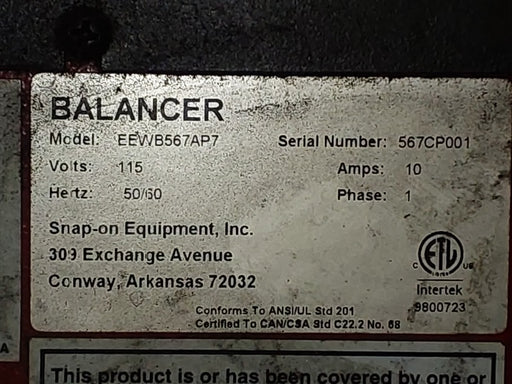 BALANCER
Model: EEWB567AP7 Serial Number: 567CP001
Volts: 115 Amps: 10
Hertz: 50/60 Phase: 1
Snap-on Equipment, Inc.
309 Exchange Avenue
Conway, Arkansas 72032
C ETL US
Intertek
9800723
Conforms To ANSI/UL Std 201
Certified To CAN/CSA Std C22.2 No. 68
A
This product is or has been covered by one or